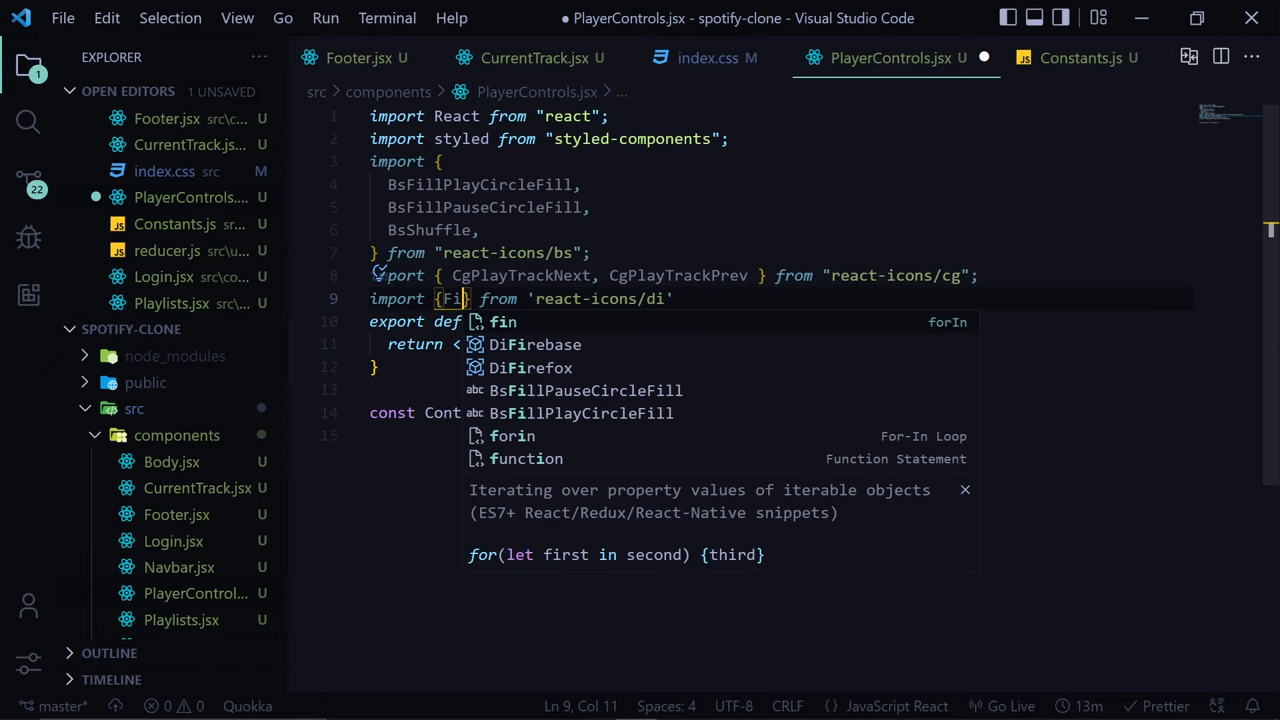 File Edit Selection View Go Run Terminal Help
● PlayerControls.jsx - spotify-clone - Visual Studio Code
EXPLORER ...
1
22
OPEN EDITORS 1 UNSAVED
Footer.jsx src\c... U
CurrentTrack.js... U
index.css src M
PlayerControls.... U
Constants.js sr... U
reducer.js src\u... U
Login.jsx src\co... U
Playlists.jsx src... U
SPOTIFY-CLONE
node_modules
public
src
components
Body.jsx U
CurrentTrack.jsx U
Footer.jsx U
Login.jsx U
Navbar.jsx U
PlayerControl... U
Playlists.jsx U
OUTLINE
TIMELINE
Footer.jsx U CurrentTrack.jsx U index.css M PlayerControls.jsx U Constants.js U ...
src > components > PlayerControls.jsx > ...
1 import React from "react";
2 import styled from "styled-components";
3 import {
4 BsFillPlayCircleFill,
5 BsFillPauseCircleFill,
6 BsShuffle,
7 } from "react-icons/bs";
8 import { CgPlayTrackNext, CgPlayTrackPrev } from "react-icons/cg";
9 import {Fi} from 'react-icons/di'
10 export def
11 return <
12 }
13
14 const Cont
15
fin forIn
DiFirebase
DiFirefox
abc BsFillPauseCircleFill
abc BsFillPlayCircleFill
forin For-In Loop
function Function Statement
Iterating over property values of iterable objects
(ES7+ React/Redux/React-Native snippets)
for(let first in second) {third}
master* 0 0 Quokka Ln 9, Col 11 Spaces: 4 UTF-8 CRLF {} JavaScript React Go Live 13m Prettier